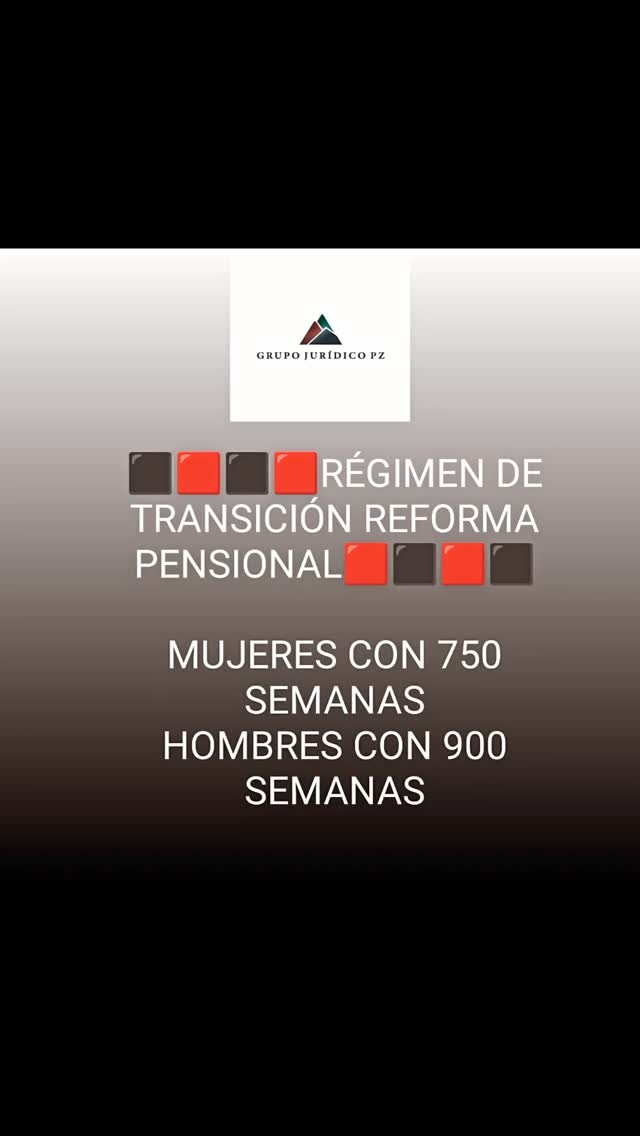 GRUPO JURÍDICO PZ
⬛🟥⬛🟥RÉGIMEN DE
TRANSICIÓN REFORMA
PENSIONAL🟥⬛🟥⬛
MUJERES CON 750
SEMANAS
HOMBRES CON 900
SEMANAS